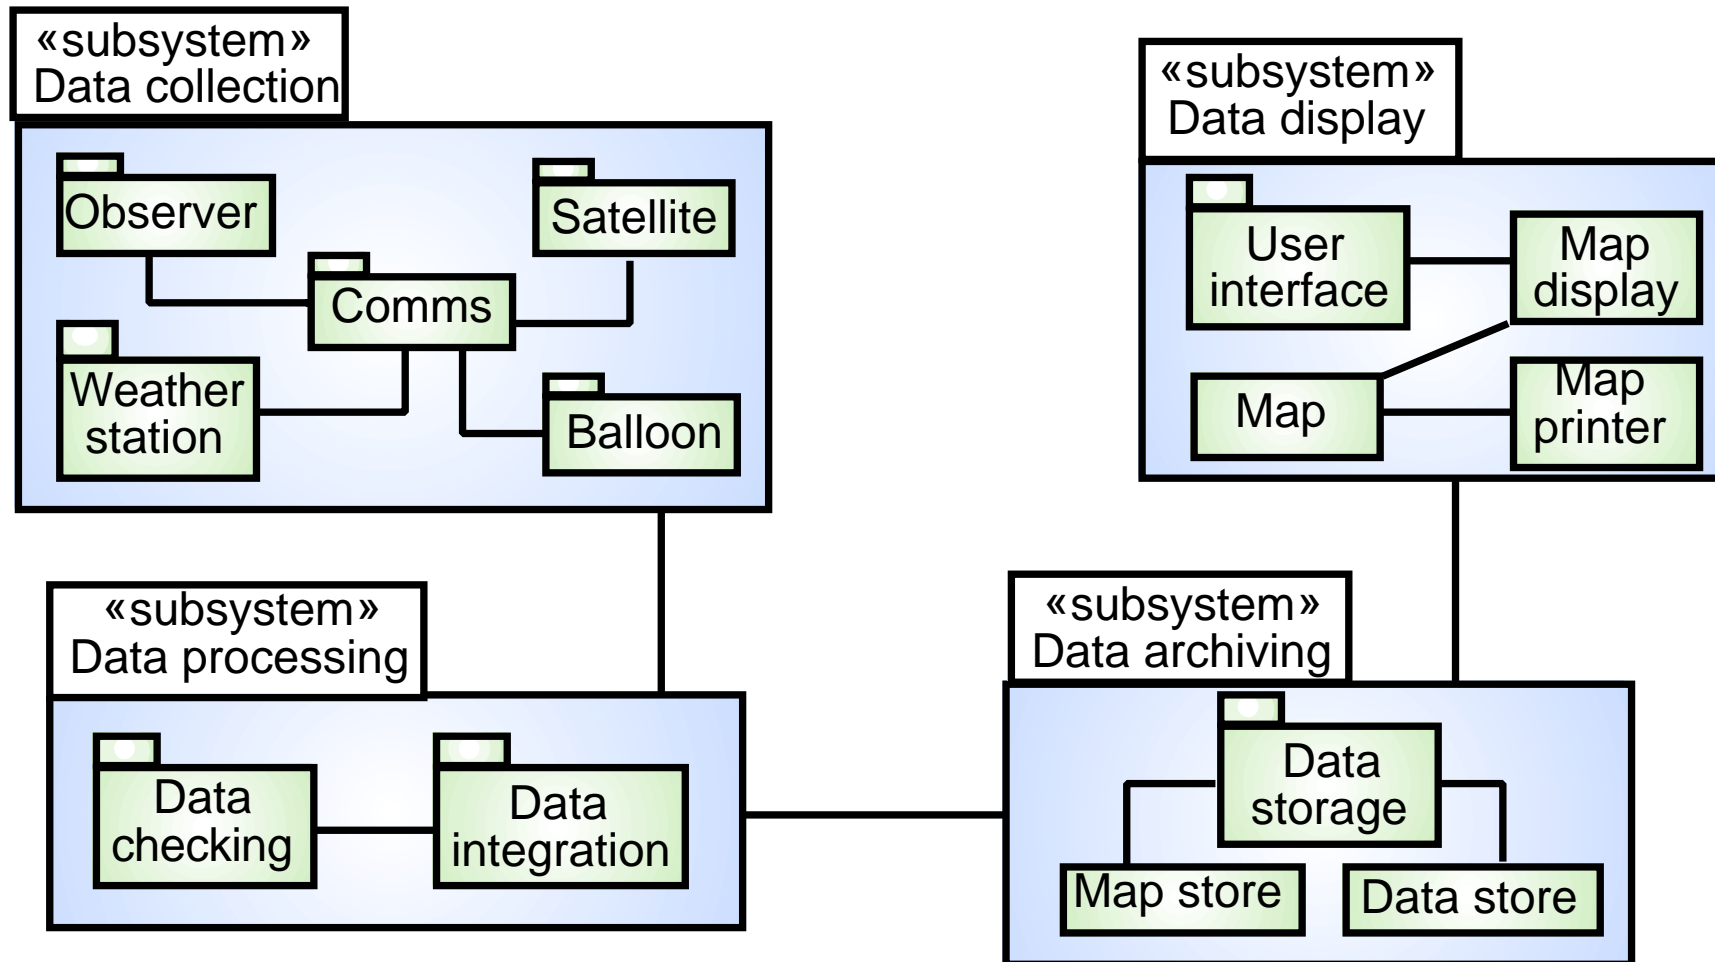 «subsystem»
Data collection
Observer
Satellite
Comms
Weather
station
Balloon
«subsystem»
Data display
User
interface
Map
display
Map
Map
printer
«subsystem»
Data processing
Data
checking
Data
integration
«subsystem»
Data archiving
Data
storage
Map store
Data store